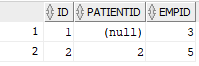 ID PATIENTID EMPID
1 1 (null) 3
2 2 2 5